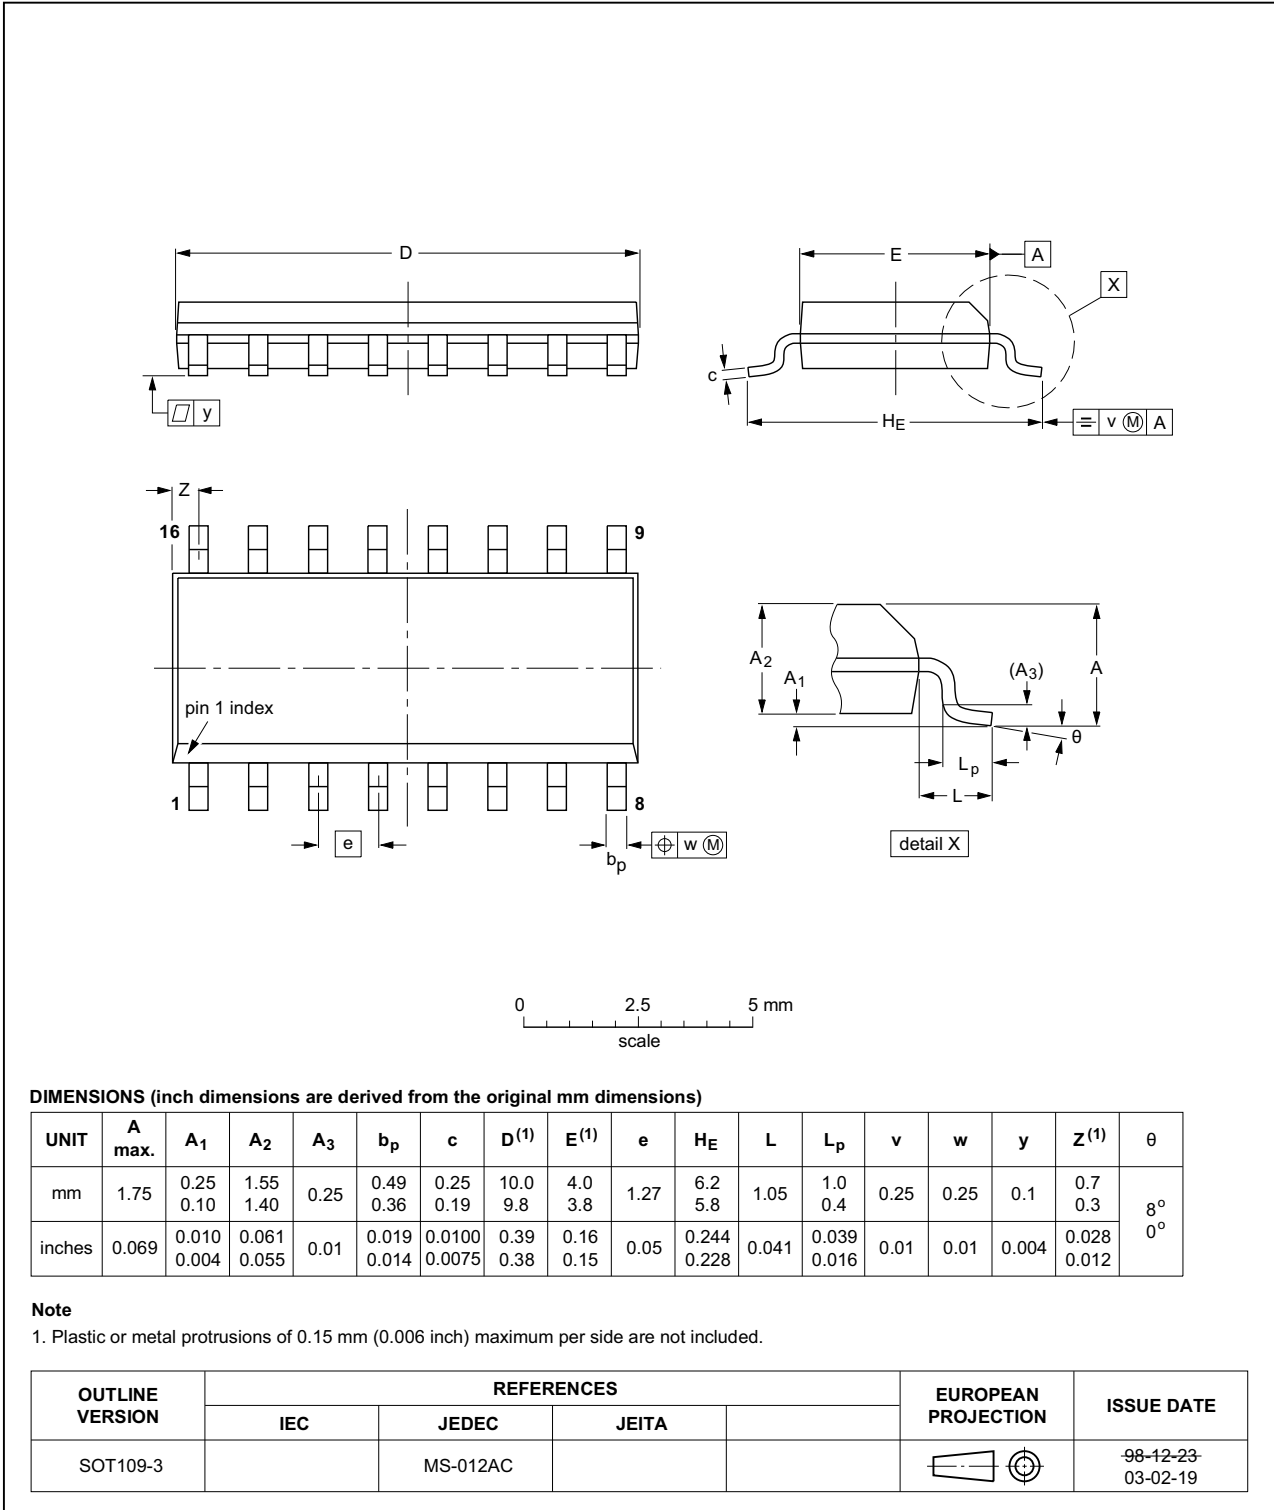 D
E
A
X
c
y
HE
v M A
Z
16
9
pin 1 index
1
8
e
bp
w M
A2
A1
(A3)
A
θ
Lp
L
detail X
0 2.5 5 mm
scale
DIMENSIONS (inch dimensions are derived from the original mm dimensions)
UNIT A max. A1 A2 A3 bp c D(1) E(1) e HE L Lp v w y Z(1) θ
mm 1.75 0.25 0.10 1.55 1.40 0.25 0.49 0.36 0.25 0.19 10.0 9.8 4.0 3.8 1.27 6.2 5.8 1.05 1.0 0.4 0.25 0.25 0.1 0.7 0.3 8o 0o
inches 0.069 0.010 0.004 0.061 0.055 0.01 0.019 0.014 0.0100 0.0075 0.39 0.38 0.16 0.15 0.05 0.244 0.228 0.041 0.039 0.016 0.01 0.01 0.004 0.028 0.012
Note
1. Plastic or metal protrusions of 0.15 mm (0.006 inch) maximum per side are not included.
OUTLINE VERSION REFERENCES EUROPEAN PROJECTION ISSUE DATE
IEC JEDEC JEITA
SOT109-3 MS-012AC 98-12-23
03-02-19